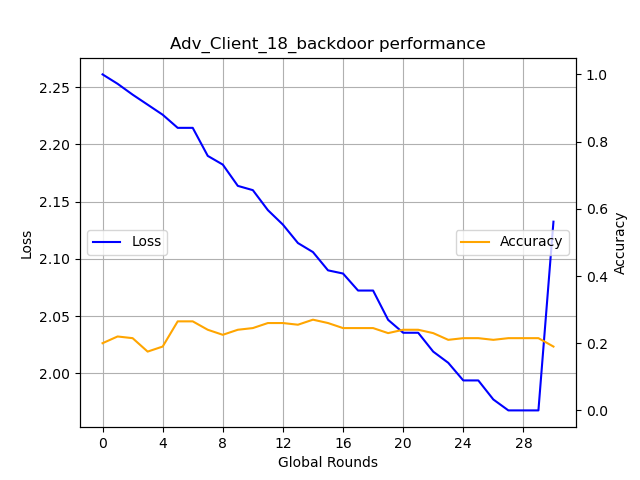 Adv_Client_18_backdoor performance
2.25
2.20
2.15
2.10
2.05
2.00
Loss
Loss
Accuracy
1.0
0.8
0.6
0.4
0.2
0.0
Accuracy
0 4 8 12 16 20 24 28
Global Rounds